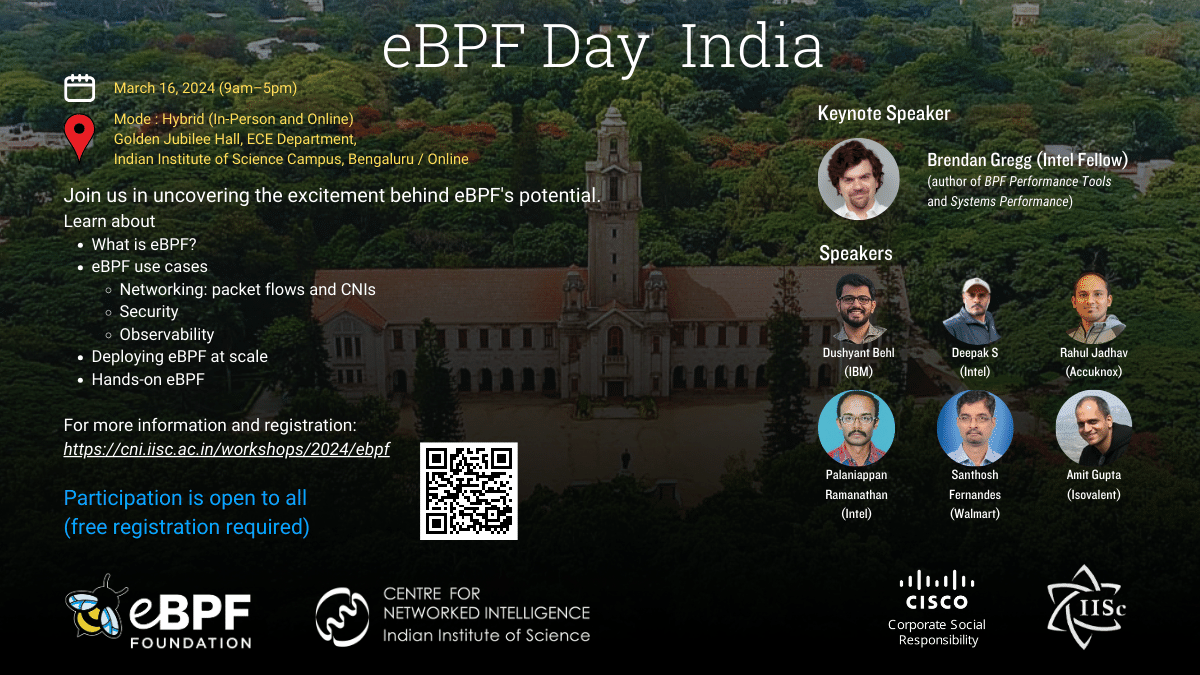 eBPF Day India
March 16, 2024 (9am–5pm)
Mode : Hybrid (In-Person and Online)
Golden Jubilee Hall, ECE Department,
Indian Institute of Science Campus, Bengaluru / Online
Join us in uncovering the excitement behind eBPF's potential.
Learn about
• What is eBPF?
• eBPF use cases
◦ Networking: packet flows and CNIs
◦ Security
◦ Observability
• Deploying eBPF at scale
• Hands-on eBPF
For more information and registration:
https://cni.iisc.ac.in/workshops/2024/ebpf
Participation is open to all
(free registration required)
Keynote Speaker
Brendan Gregg (Intel Fellow)
(author of BPF Performance Tools
and Systems Performance)
Speakers
Dushyant Behl
(IBM)
Deepak S
(Intel)
Rahul Jadhav
(Accuknox)
Palaniappan
Ramanathan
(Intel)
Santhosh
Fernandes
(Walmart)
Amit Gupta
(Isovalent)
eBPF
FOUNDATION
CENTRE FOR
NETWORKED INTELLIGENCE
Indian Institute of Science
CISCO
Corporate Social
Responsibility
IISc